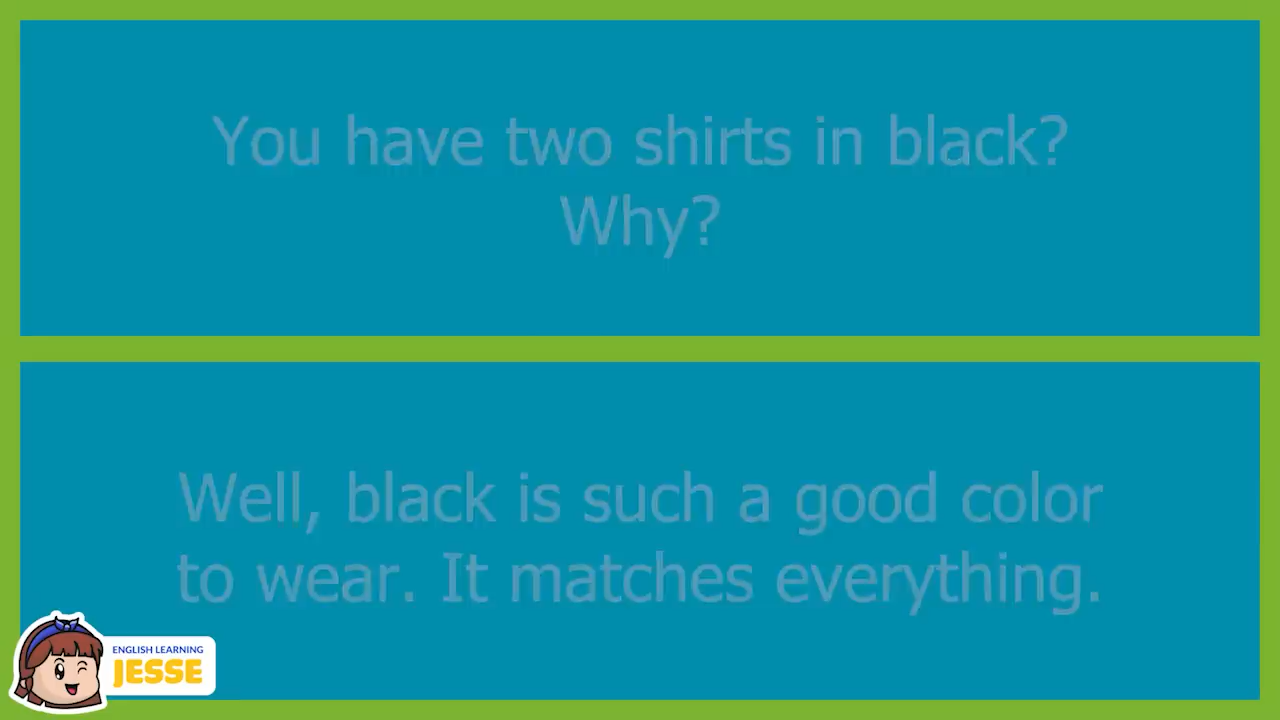 You have two shirts in black?
Why?
Well, black is such a good color
to wear. It matches everything.
ENGLISH LEARNING
JESSE